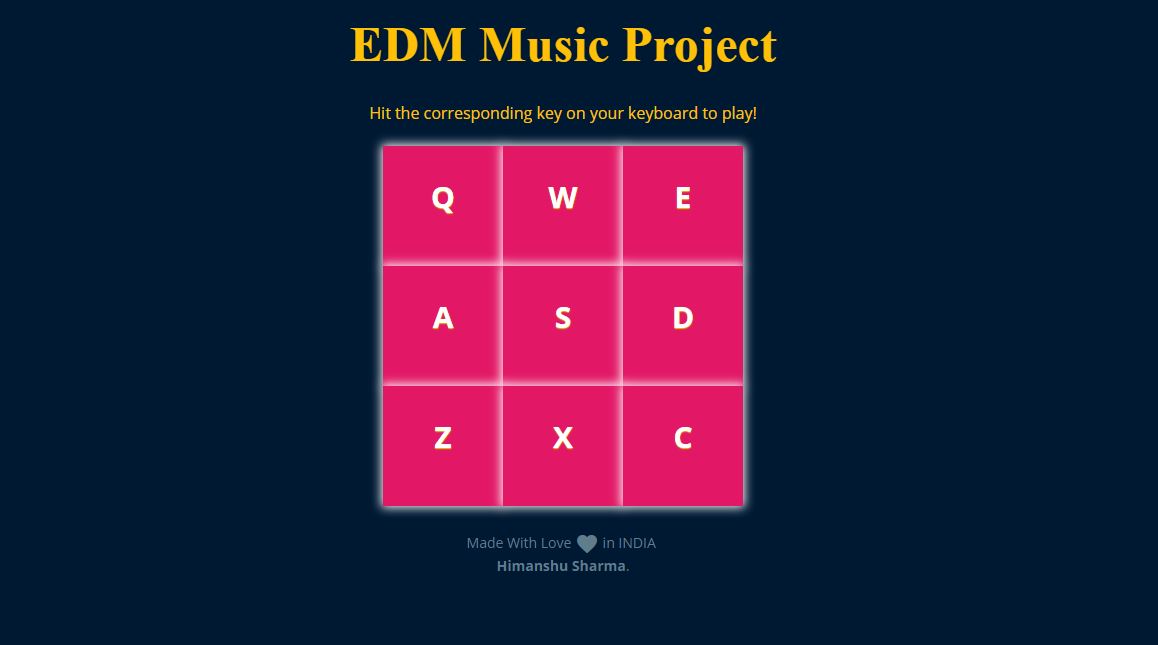 EDM Music Project
Hit the corresponding key on your keyboard to play!
Q W E
A S D
Z X C
Made With Love in INDIA
Himanshu Sharma.